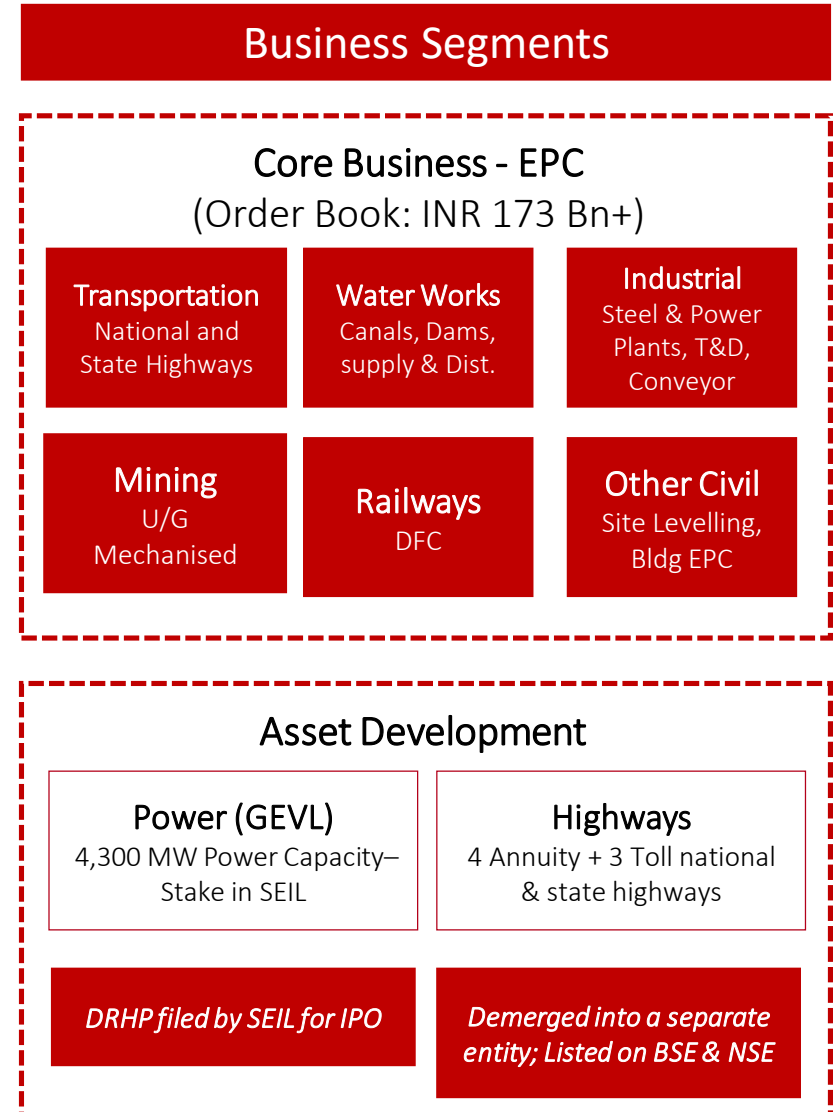 Business Segments
Core Business - EPC
(Order Book: INR 173 Bn+)
Transportation
National and
State Highways
Water Works
Canals, Dams,
supply & Dist.
Industrial
Steel & Power
Plants, T&D,
Conveyor
Mining
U/G
Mechanised
Railways
DFC
Other Civil
Site Levelling,
Bldg EPC
Asset Development
Power (GEVL)
4,300 MW Power Capacity–
Stake in SEIL
Highways
4 Annuity + 3 Toll national
& state highways
DRHP filed by SEIL for IPO
Demerged into a separate
entity; Listed on BSE & NSE